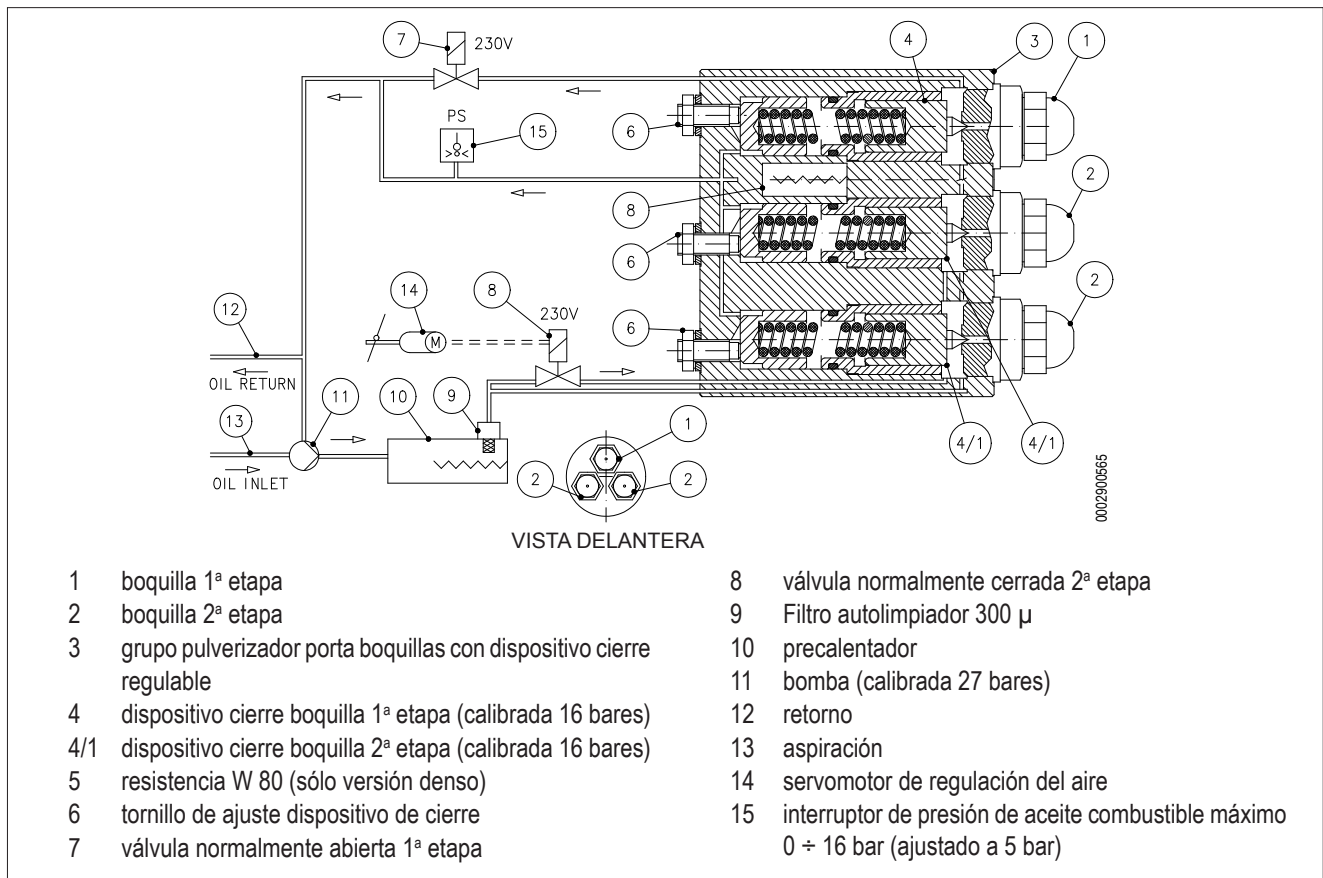 7
230V
4
3
1
6
PS
15
8
2
6
14
8
230V
6
2
12
OIL RETURN
11
10
9
M
13
OIL INLET
1
2
2
4/1
4/1
0002900565
VISTA DELANTERA
1 boquilla 1ª etapa
2 boquilla 2ª etapa
3 grupo pulverizador porta boquillas con dispositivo cierre
regulable
4 dispositivo cierre boquilla 1ª etapa (calibrada 16 bares)
4/1 dispositivo cierre boquilla 2ª etapa (calibrada 16 bares)
5 resistencia W 80 (sólo versión denso)
6 tornillo de ajuste dispositivo de cierre
7 válvula normalmente abierta 1ª etapa
8 válvula normalmente cerrada 2ª etapa
9 Filtro autolimpiador 300 µ
10 precalentador
11 bomba (calibrada 27 bares)
12 retorno
13 aspiración
14 servomotor de regulación del aire
15 interruptor de presión de aceite combustible máximo
0 ÷ 16 bar (ajustado a 5 bar)